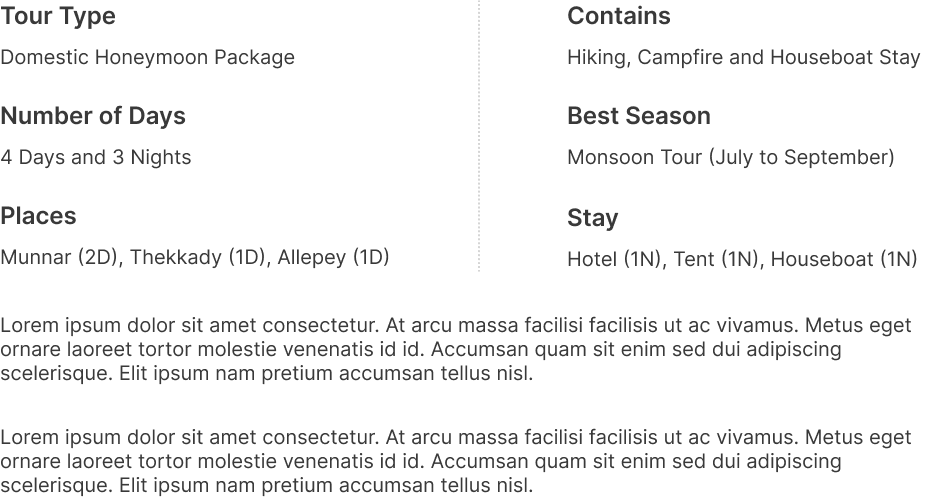 Tour Type
Domestic Honeymoon Package
Number of Days
4 Days and 3 Nights
Places
Munnar (2D), Thekkady (1D), Allepey (1D)
Contains
Hiking, Campfire and Houseboat Stay
Best Season
Monsoon Tour (July to September)
Stay
Hotel (1N), Tent (1N), Houseboat (1N)
Lorem ipsum dolor sit amet consectetur. At arcu massa facilisi facilisis ut ac vivamus. Metus eget
ornare laoreet tortor molestie venenatis id id. Accumsan quam sit enim sed dui adipiscing
scelerisque. Elit ipsum nam pretium accumsan tellus nisl.
Lorem ipsum dolor sit amet consectetur. At arcu massa facilisi facilisis ut ac vivamus. Metus eget
ornare laoreet tortor molestie venenatis id id. Accumsan quam sit enim sed dui adipiscing
scelerisque. Elit ipsum nam pretium accumsan tellus nisl.